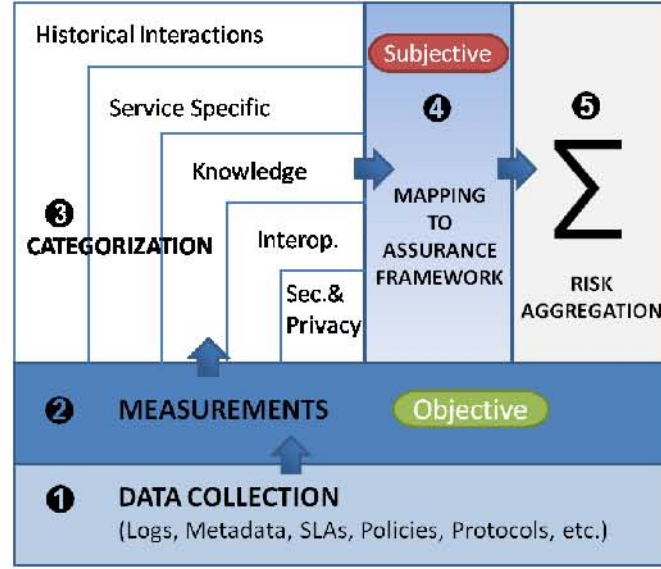 Historical Interactions
Service Specific
Knowledge
Interop.
Sec.&
Privacy
❸
CATEGORIZATION
Subjective
❹
MAPPING
TO
ASSURANCE
FRAMEWORK
❺
Σ
RISK
AGGREGATION
❷ MEASUREMENTS Objective
❶ DATA COLLECTION
(Logs, Metadata, SLAs, Policies, Protocols, etc.)